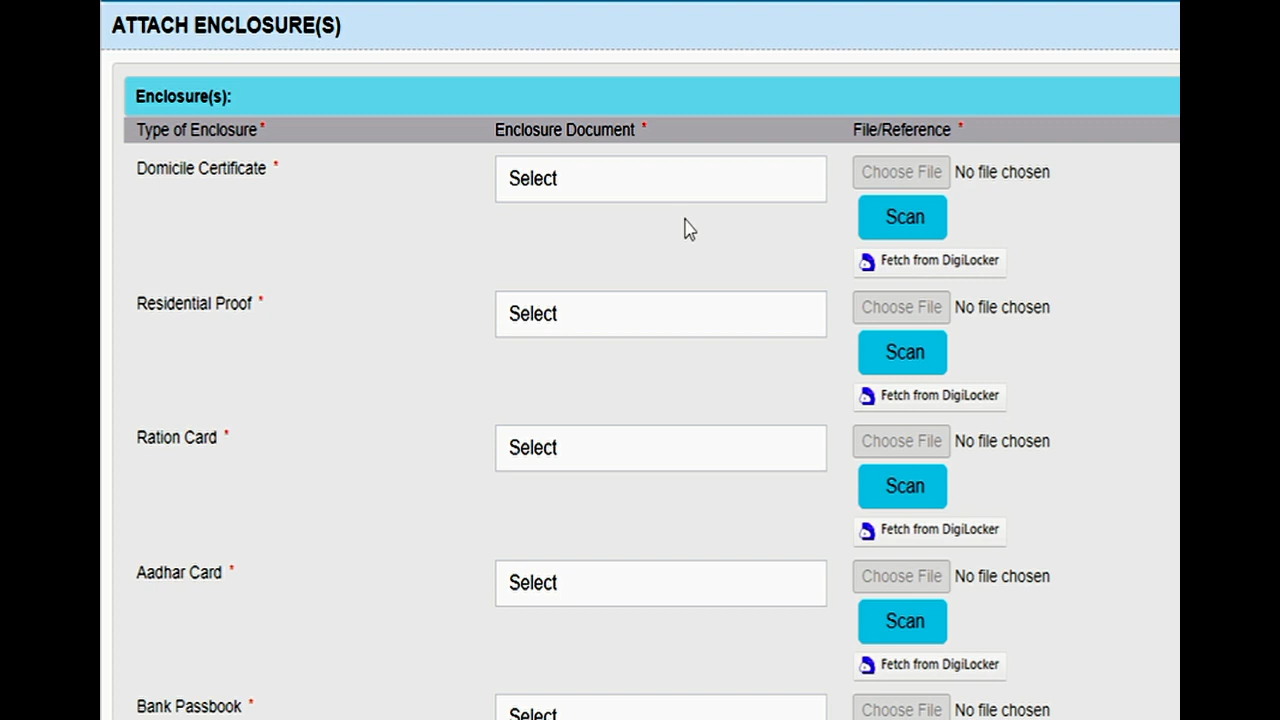 ATTACH ENCLOSURE(S)
Enclosure(s):
Type of Enclosure* Enclosure Document * File/Reference *
Domicile Certificate * Select Choose File No file chosen
Scan
Fetch from DigiLocker
Residential Proof * Select Choose File No file chosen
Scan
Fetch from DigiLocker
Ration Card * Select Choose File No file chosen
Scan
Fetch from DigiLocker
Aadhar Card * Select Choose File No file chosen
Scan
Fetch from DigiLocker
Bank Passbook * Select Choose File No file chosen